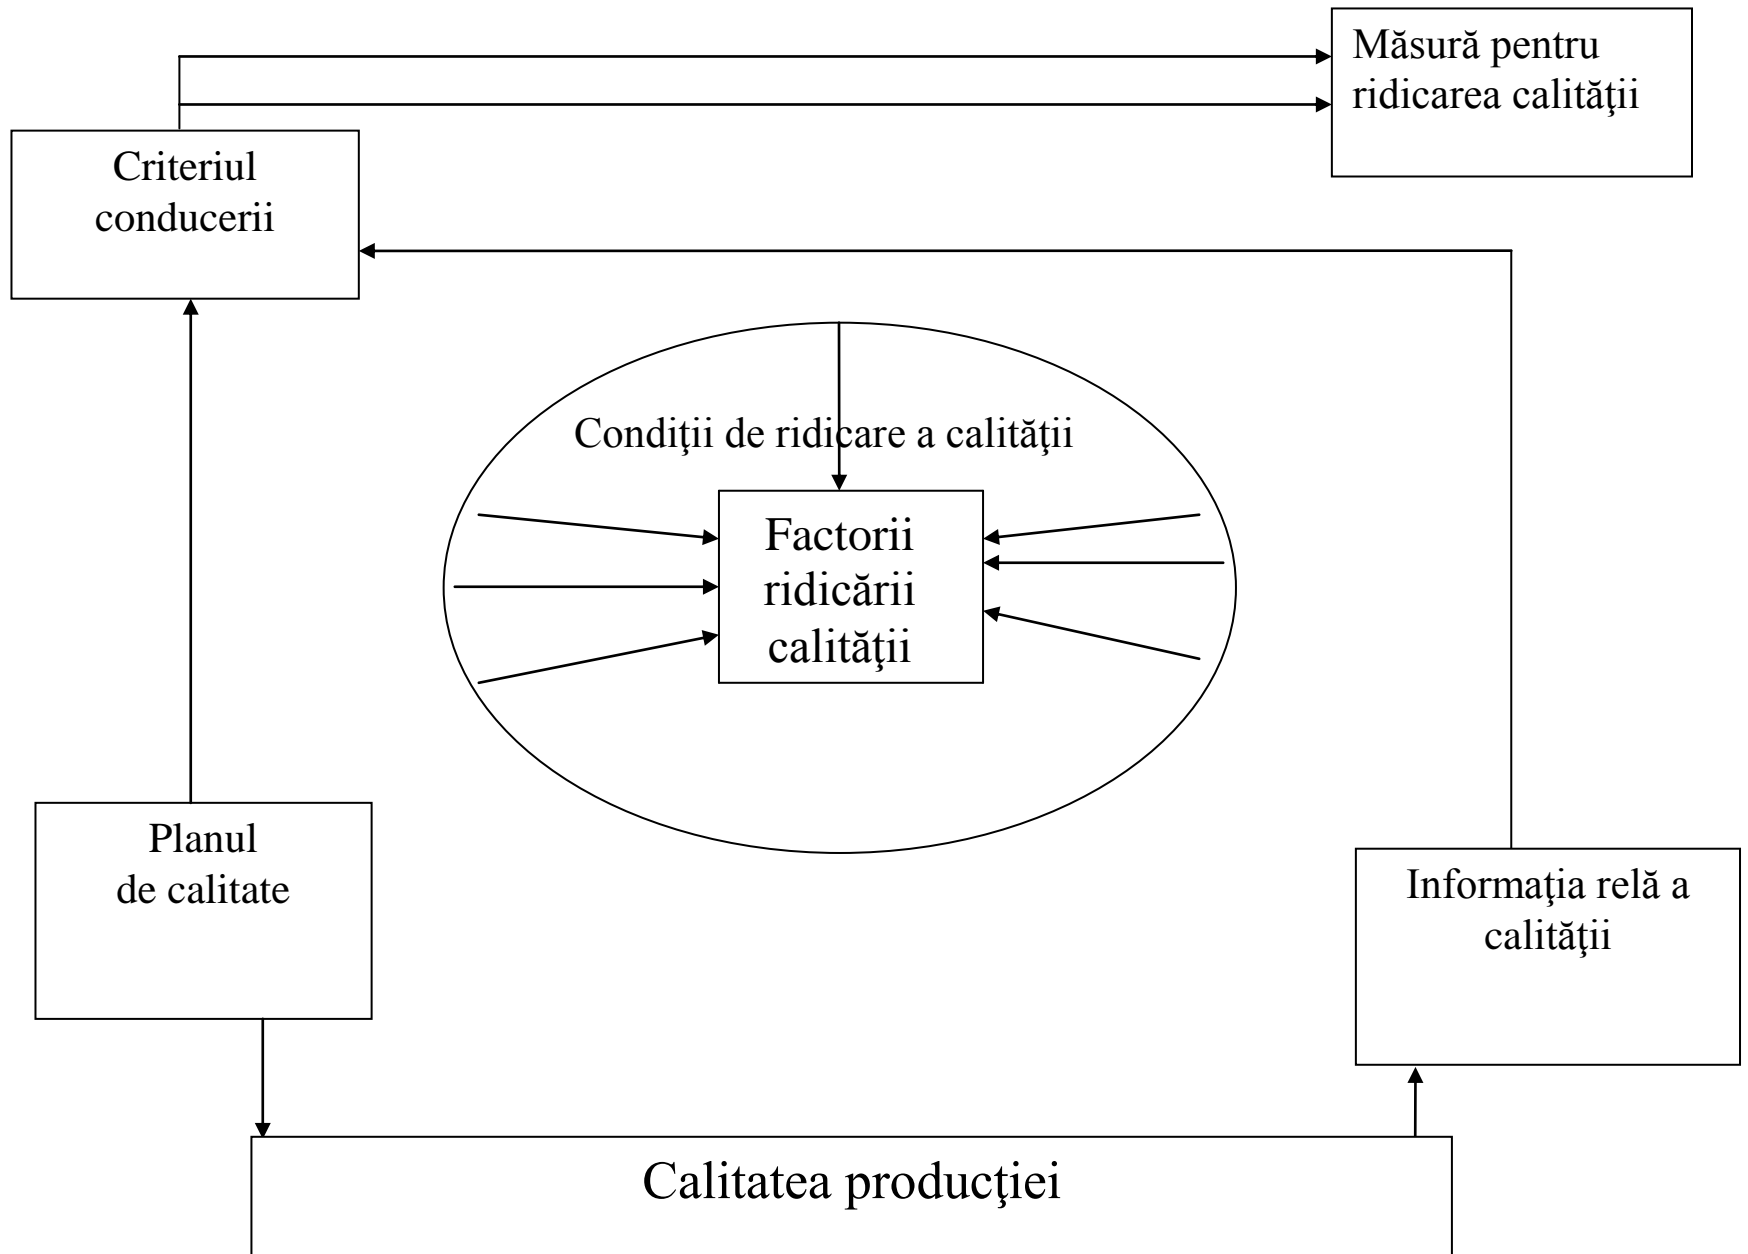 Măsură pentru
ridicarea calităţii
Criteriul
conducerii
Condiţii de ridicare a calităţii
Factorii
ridicării
calităţii
Planul
de calitate
Informaţia relă a
calităţii
Calitatea producţiei